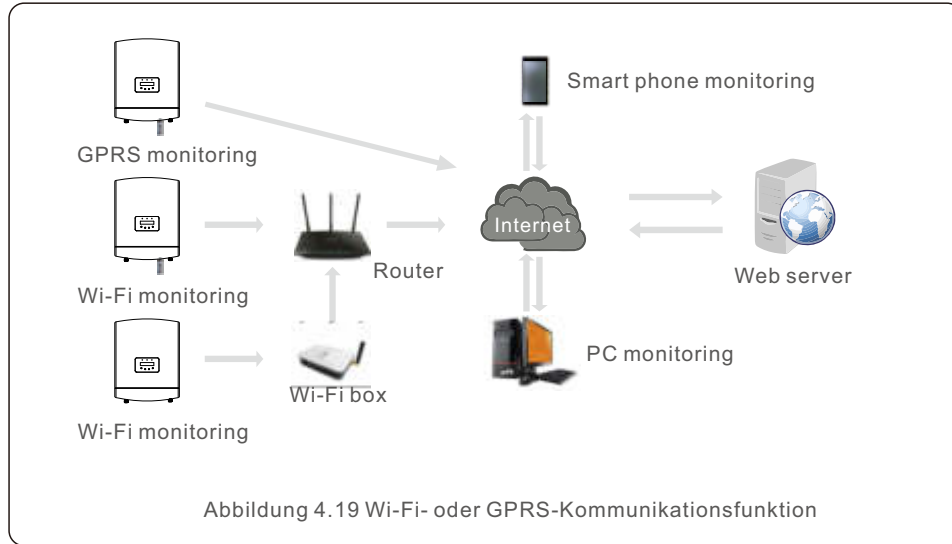 Smart phone monitoring
GPRS monitoring
Internet
Router
Web server
Wi-Fi monitoring
PC monitoring
Wi-Fi box
Wi-Fi monitoring
Abbildung 4.19 Wi-Fi- oder GPRS-Kommunikationsfunktion